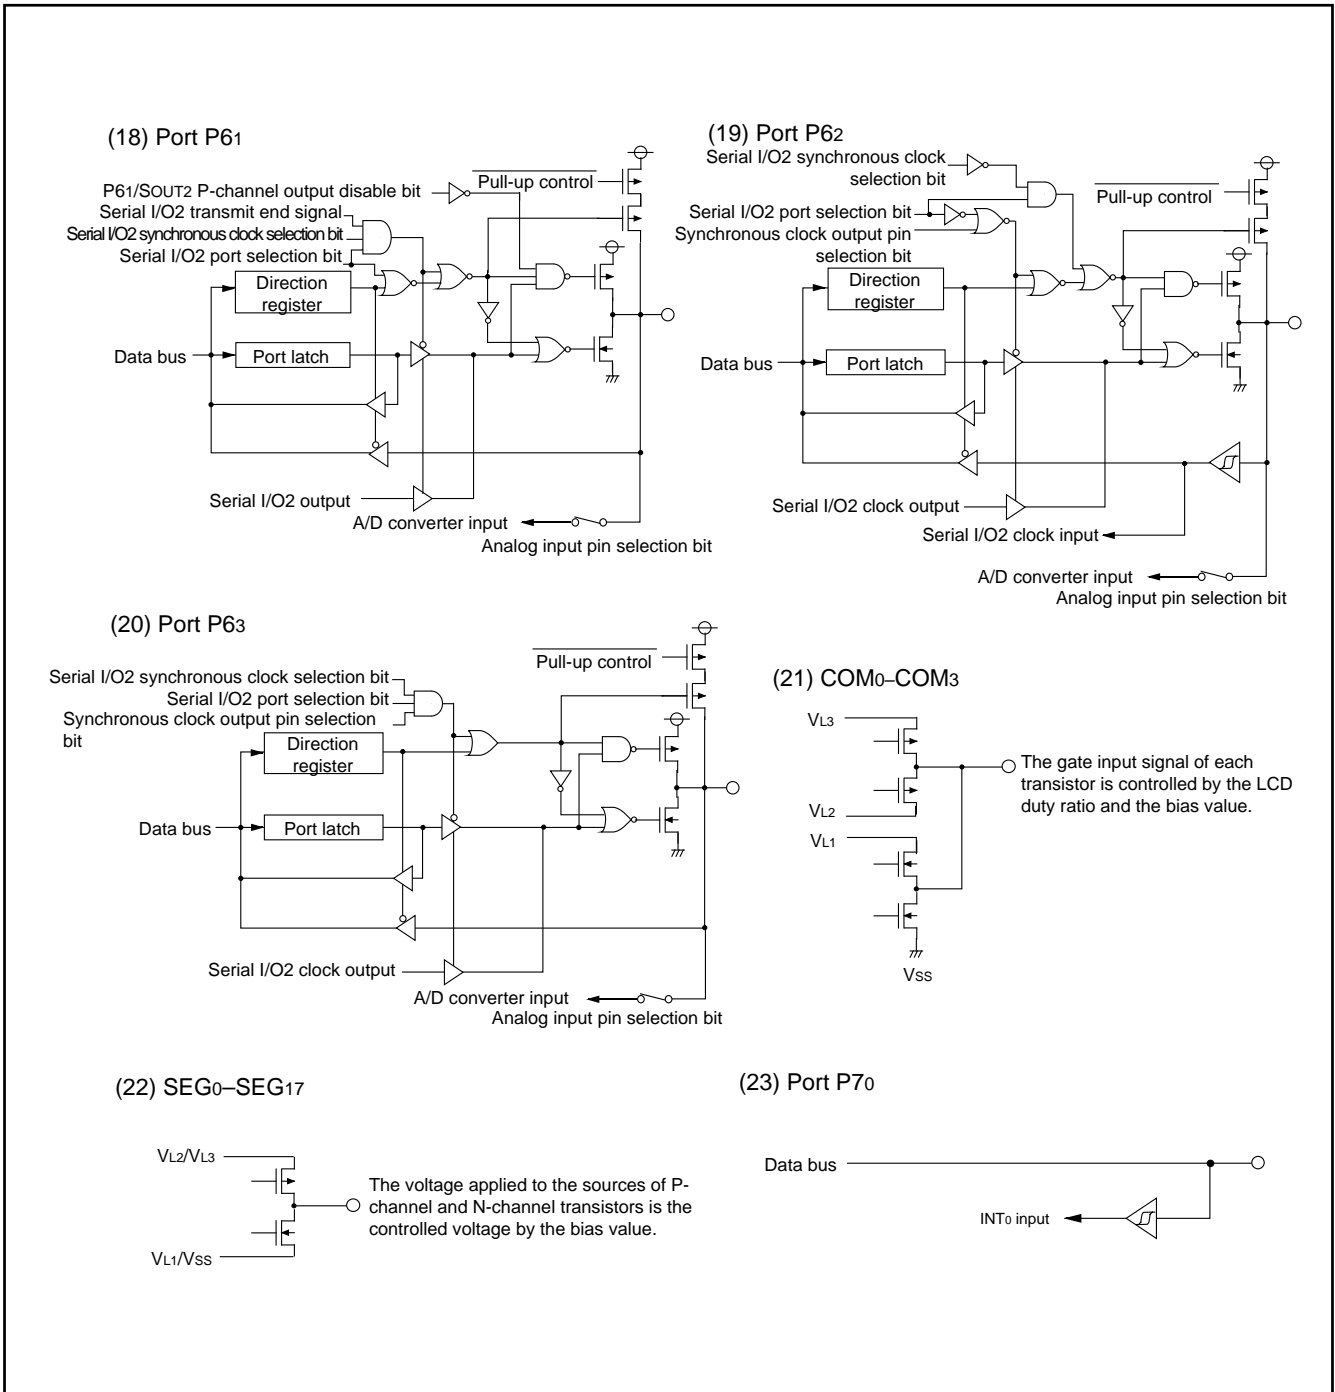 (18) Port P61
P61/SOUT2 P-channel output disable bit
Serial I/O2 transmit end signal
Serial I/O2 synchronous clock selection bit
Serial I/O2 port selection bit
Pull-up control
Direction
register
Data bus
Port latch
Serial I/O2 output
A/D converter input
Analog input pin selection bit
(19) Port P62
Serial I/O2 synchronous clock
selection bit
Pull-up control
Serial I/O2 port selection bit
Synchronous clock output pin
selection bit
Direction
register
Data bus
Port latch
Serial I/O2 clock output
Serial I/O2 clock input
A/D converter input
Analog input pin selection bit
(20) Port P63
Pull-up control
Serial I/O2 synchronous clock selection bit
Serial I/O2 port selection bit
Synchronous clock output pin selection
bit
Direction
register
Data bus
Port latch
Serial I/O2 clock output
A/D converter input
Analog input pin selection bit
(21) COM0–COM3
VL3
VL2
VL1
VSS
The gate input signal of each
transistor is controlled by the LCD
duty ratio and the bias value.
(22) SEG0–SEG17
VL2/VL3
VL1/VSS
The voltage applied to the sources of P-
channel and N-channel transistors is the
controlled voltage by the bias value.
(23) Port P70
Data bus
INT0 input